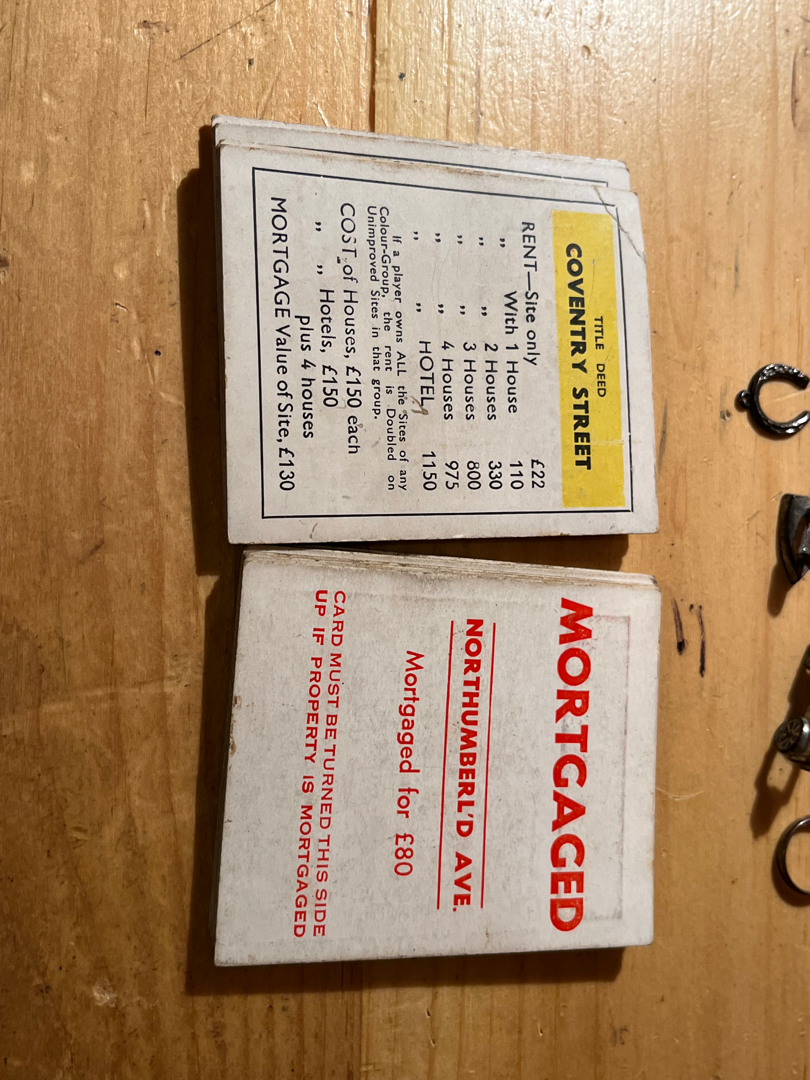 TITLE DEED
COVENTRY STREET
RENT—Site only £22
„ With 1 House 110
„ „ 2 Houses 330
„ „ 3 Houses 800
„ „ 4 Houses 975
„ „ HOTEL 1150
If a player owns ALL the Sites of any
Colour-Group, the rent is Doubled on
Unimproved Sites in that group.
COST of Houses, £150 each
„ „ Hotels, £150
plus 4 houses
MORTGAGE Value of Site, £130
MORTGAGED
NORTHUMBERL'D AVE.
Mortgaged for £80
CARD MUST BE TURNED THIS SIDE
UP IF PROPERTY IS MORTGAGED